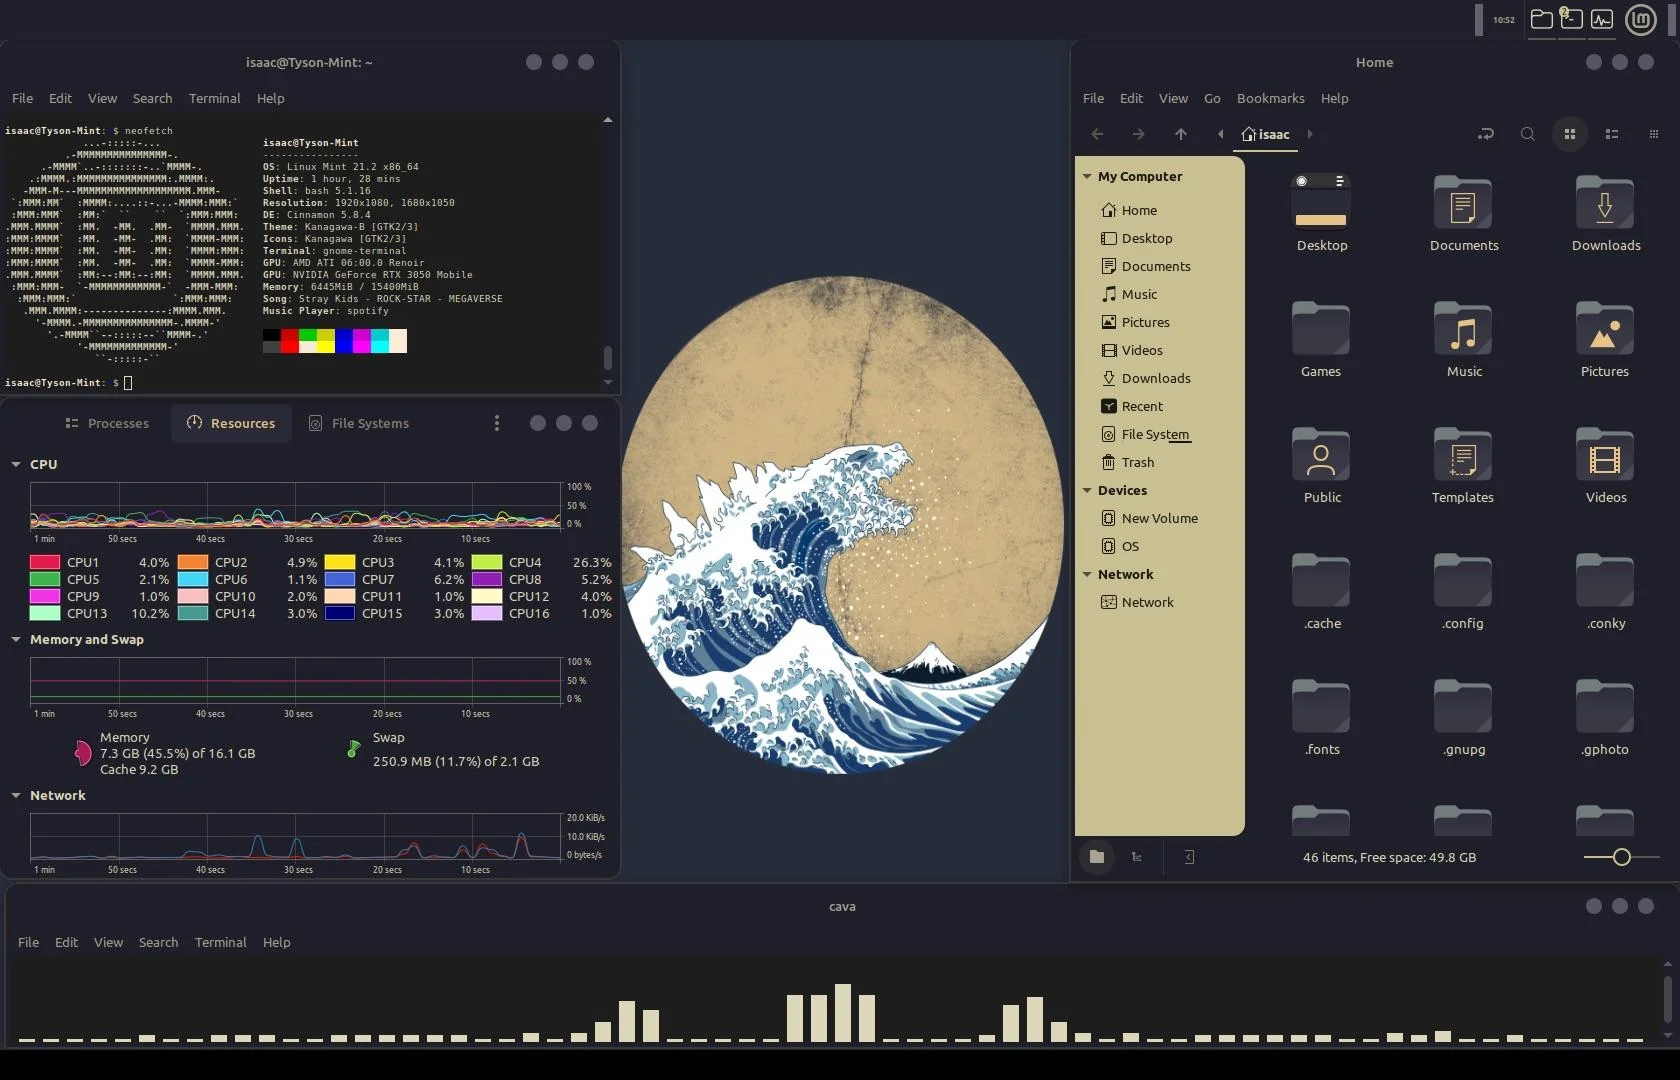 10:52
2
isaac@Tyson-Mint: ~
File Edit View Search Terminal Help
isaac@Tyson-Mint: $ neofetch
isaac@Tyson-Mint
----------------
OS: Linux Mint 21.2 x86_64
Uptime: 1 hour, 28 mins
Shell: bash 5.1.16
Resolution: 1920x1080, 1680x1050
DE: Cinnamon 5.8.4
Theme: Kanagawa-B [GTK2/3]
Icons: Kanagawa [GTK2/3]
Terminal: gnome-terminal
GPU: AMD ATI 06:00.0 Renoir
GPU: NVIDIA GeForce RTX 3050 Mobile
Memory: 6445MiB / 15400MiB
Song: Stray Kids - ROCK-STAR - MEGAVERSE
Music Player: spotify
isaac@Tyson-Mint: $
Processes Resources File Systems
CPU
100 %
50 %
0 %
1 min 50 secs 40 secs 30 secs 20 secs 10 secs
CPU1 4.0% CPU2 4.9% CPU3 4.1% CPU4 26.3%
CPU5 2.1% CPU6 1.1% CPU7 6.2% CPU8 5.2%
CPU9 1.0% CPU10 2.0% CPU11 1.0% CPU12 4.0%
CPU13 10.2% CPU14 3.0% CPU15 3.0% CPU16 1.0%
Memory and Swap
100 %
50 %
0 %
1 min 50 secs 40 secs 30 secs 20 secs 10 secs
Memory
7.3 GB (45.5%) of 16.1 GB
Cache 9.2 GB
Swap
250.9 MB (11.7%) of 2.1 GB
Network
20.0 KiB/s
10.0 KiB/s
0 bytes/s
1 min 50 secs 40 secs 30 secs 20 secs 10 secs
Home
File Edit View Go Bookmarks Help
isaac
My Computer
Home
Desktop
Documents
Music
Pictures
Videos
Downloads
Recent
File System
Trash
Devices
New Volume
OS
Network
Network
Desktop Documents Downloads
Games Music Pictures
Public Templates Videos
.cache .config .conky
.fonts .gnupg .gphoto
46 items, Free space: 49.8 GB
cava
File Edit View Search Terminal Help